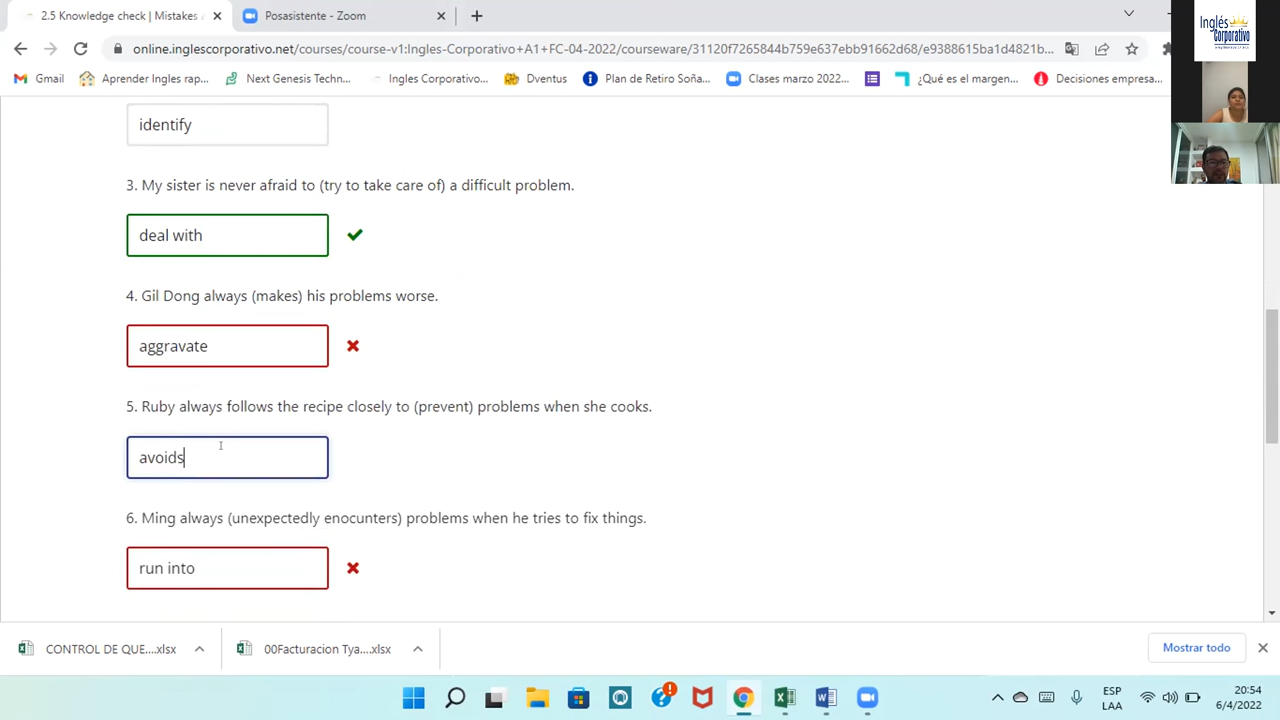 2.5 Knowledge check | Mistakes
Posasistente - Zoom
online.inglescorporativo.net/courses/course-v1:Ingles-Corporativo+A1+FC-04-2022/courseware/31120f7265844b759e637ebb91662d68/e9388615ba1d4821b...
Gmail
Aprender Ingles rap...
Next Genesis Techn...
Ingles Corporativo...
Dventus
Plan de Retiro Soña...
Clases marzo 2022...
¿Qué es el margen...
Decisiones empresa...
Inglés
Corporativo
identify
3. My sister is never afraid to (try to take care of) a difficult problem.
deal with
4. Gil Dong always (makes) his problems worse.
aggravate
5. Ruby always follows the recipe closely to (prevent) problems when she cooks.
avoids
6. Ming always (unexpectedly enocunters) problems when he tries to fix things.
run into
CONTROL DE QUE....xlsx
00Facturacion Tya....xlsx
Mostrar todo
ESP
LAA
20:54
6/4/2022